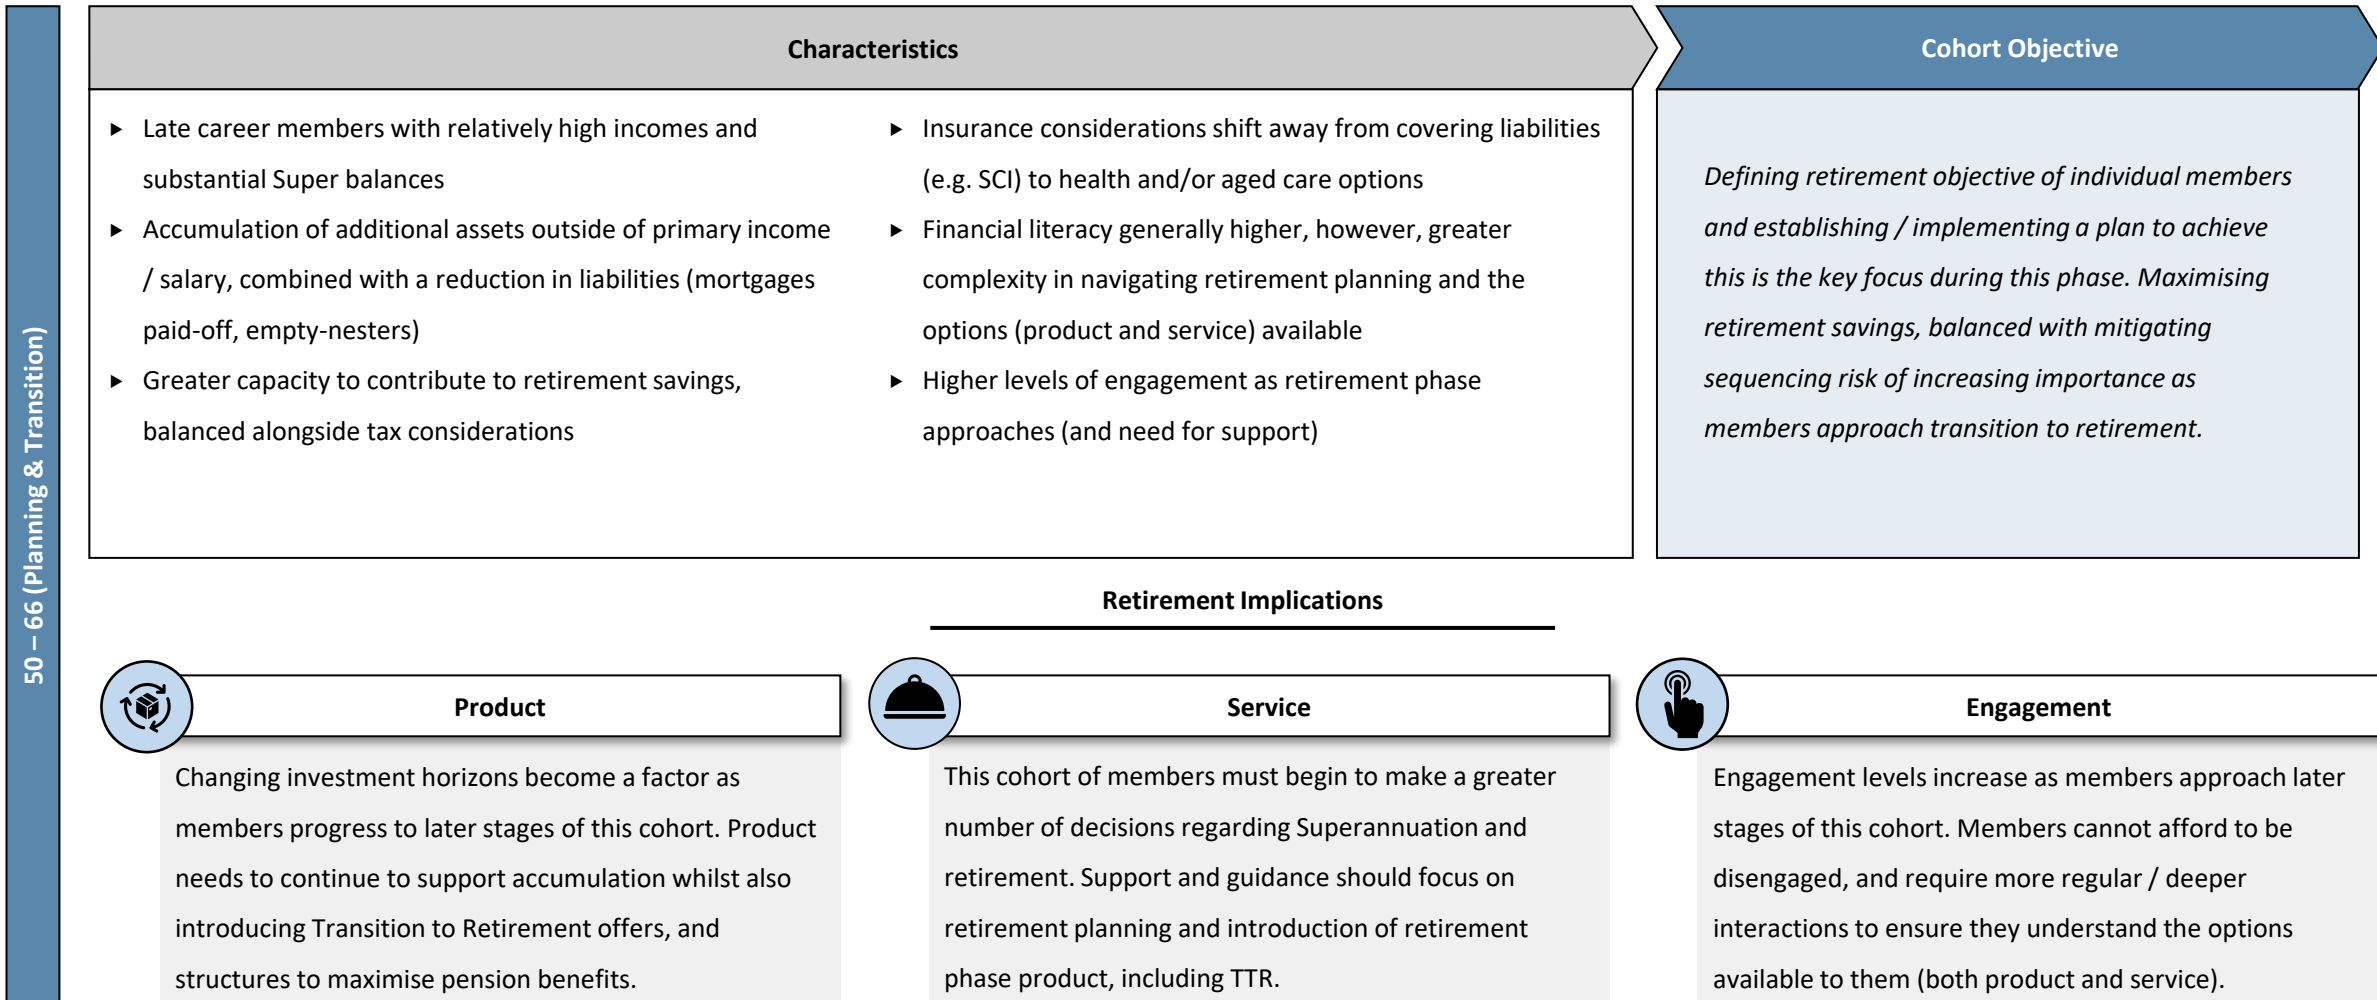 50 – 66 (Planning & Transition)
Characteristics
Cohort Objective
► Late career members with relatively high incomes and
substantial Super balances
► Accumulation of additional assets outside of primary income
/ salary, combined with a reduction in liabilities (mortgages
paid-off, empty-nesters)
► Greater capacity to contribute to retirement savings,
balanced alongside tax considerations
► Insurance considerations shift away from covering liabilities
(e.g. SCI) to health and/or aged care options
► Financial literacy generally higher, however, greater
complexity in navigating retirement planning and the
options (product and service) available
► Higher levels of engagement as retirement phase
approaches (and need for support)
Defining retirement objective of individual members
and establishing / implementing a plan to achieve
this is the key focus during this phase. Maximising
retirement savings, balanced with mitigating
sequencing risk of increasing importance as
members approach transition to retirement.
Retirement Implications
Product
Changing investment horizons become a factor as
members progress to later stages of this cohort. Product
needs to continue to support accumulation whilst also
introducing Transition to Retirement offers, and
structures to maximise pension benefits.
Service
This cohort of members must begin to make a greater
number of decisions regarding Superannuation and
retirement. Support and guidance should focus on
retirement planning and introduction of retirement
phase product, including TTR.
Engagement
Engagement levels increase as members approach later
stages of this cohort. Members cannot afford to be
disengaged, and require more regular / deeper
interactions to ensure they understand the options
available to them (both product and service).